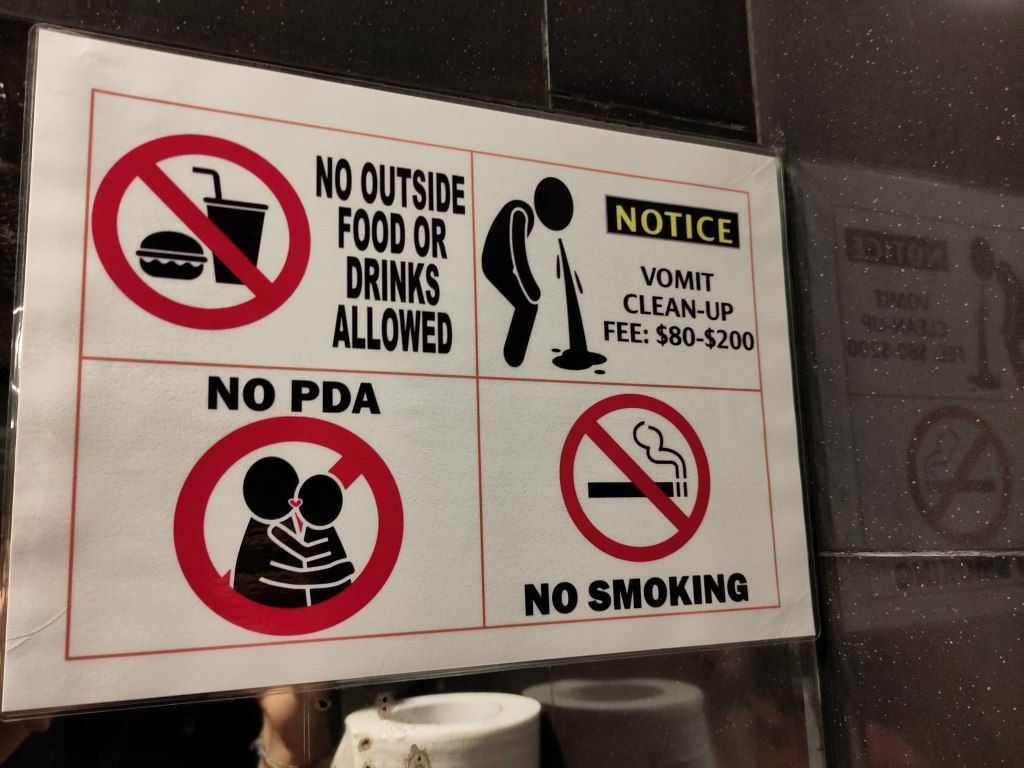 NO OUTSIDE
FOOD OR
DRINKS
ALLOWED
NOTICE
VOMIT
CLEAN-UP
FEE: $80-$200
NO PDA
NO SMOKING